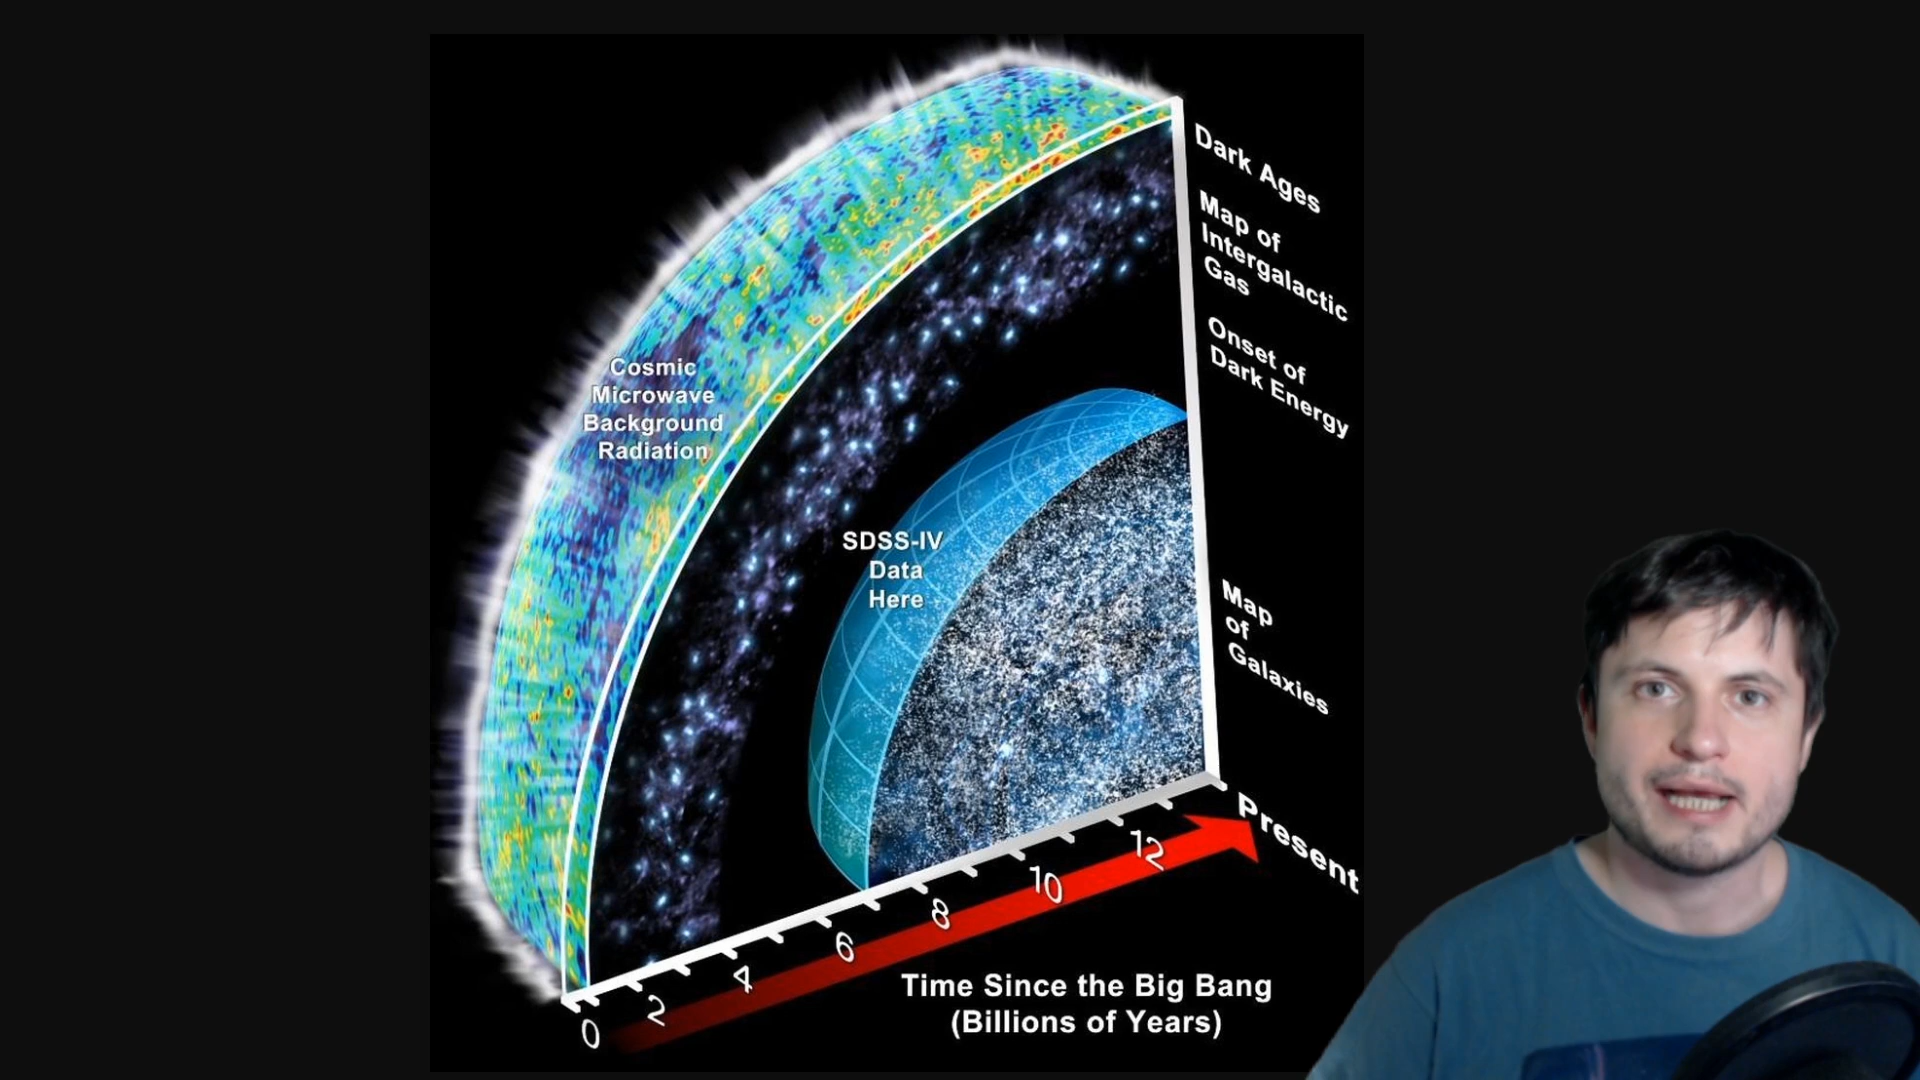 Dark Ages
Map of
Intergalactic
Gas
Onset of
Dark Energy
Cosmic
Microwave
Background
Radiation
SDSS-IV
Data
Here
Map
of
Galaxies
Present
0
2
4
6
8
10
12
Time Since the Big Bang
(Billions of Years)